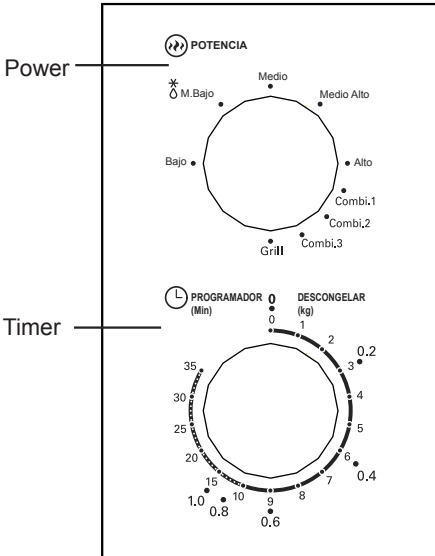 POTENCIA
Power
Medio
M.Bajo
Medio Alto
Bajo
Alto
Combi.1
Combi.2
Combi.3
Grill
PROGRAMADOR 0 DESCONGELAR
(Min) (kg)
Timer
0
1
2
3
0.2
4
5
6
0.4
7
8
9
0.6
10
0.8
15
1.0
20
25
30
35